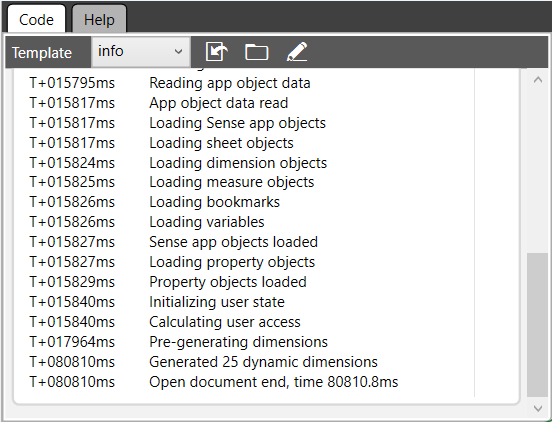 Code Help
Template info
T+015795ms Reading app object data
T+015817ms App object data read
T+015817ms Loading Sense app objects
T+015817ms Loading sheet objects
T+015824ms Loading dimension objects
T+015825ms Loading measure objects
T+015826ms Loading bookmarks
T+015826ms Loading variables
T+015827ms Sense app objects loaded
T+015827ms Loading property objects
T+015829ms Property objects loaded
T+015840ms Initializing user state
T+015840ms Calculating user access
T+017964ms Pre-generating dimensions
T+080810ms Generated 25 dynamic dimensions
T+080810ms Open document end, time 80810.8ms